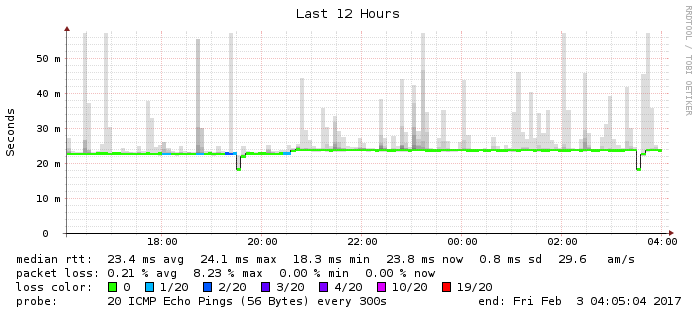 Last 12 Hours
RRDTOOL / TOBI OETIKER
Seconds
50 m
40 m
30 m
20 m
10 m
0
18:00 20:00 22:00 00:00 02:00 04:00
median rtt: 23.4 ms avg 24.1 ms max 18.3 ms min 23.8 ms now 0.8 ms sd 29.6 am/s
packet loss: 0.21 % avg 8.23 % max 0.00 % min 0.00 % now
loss color: 0 1/20 2/20 3/20 4/20 10/20 19/20
probe: 20 ICMP Echo Pings (56 Bytes) every 300s end: Fri Feb 3 04:05:04 2017